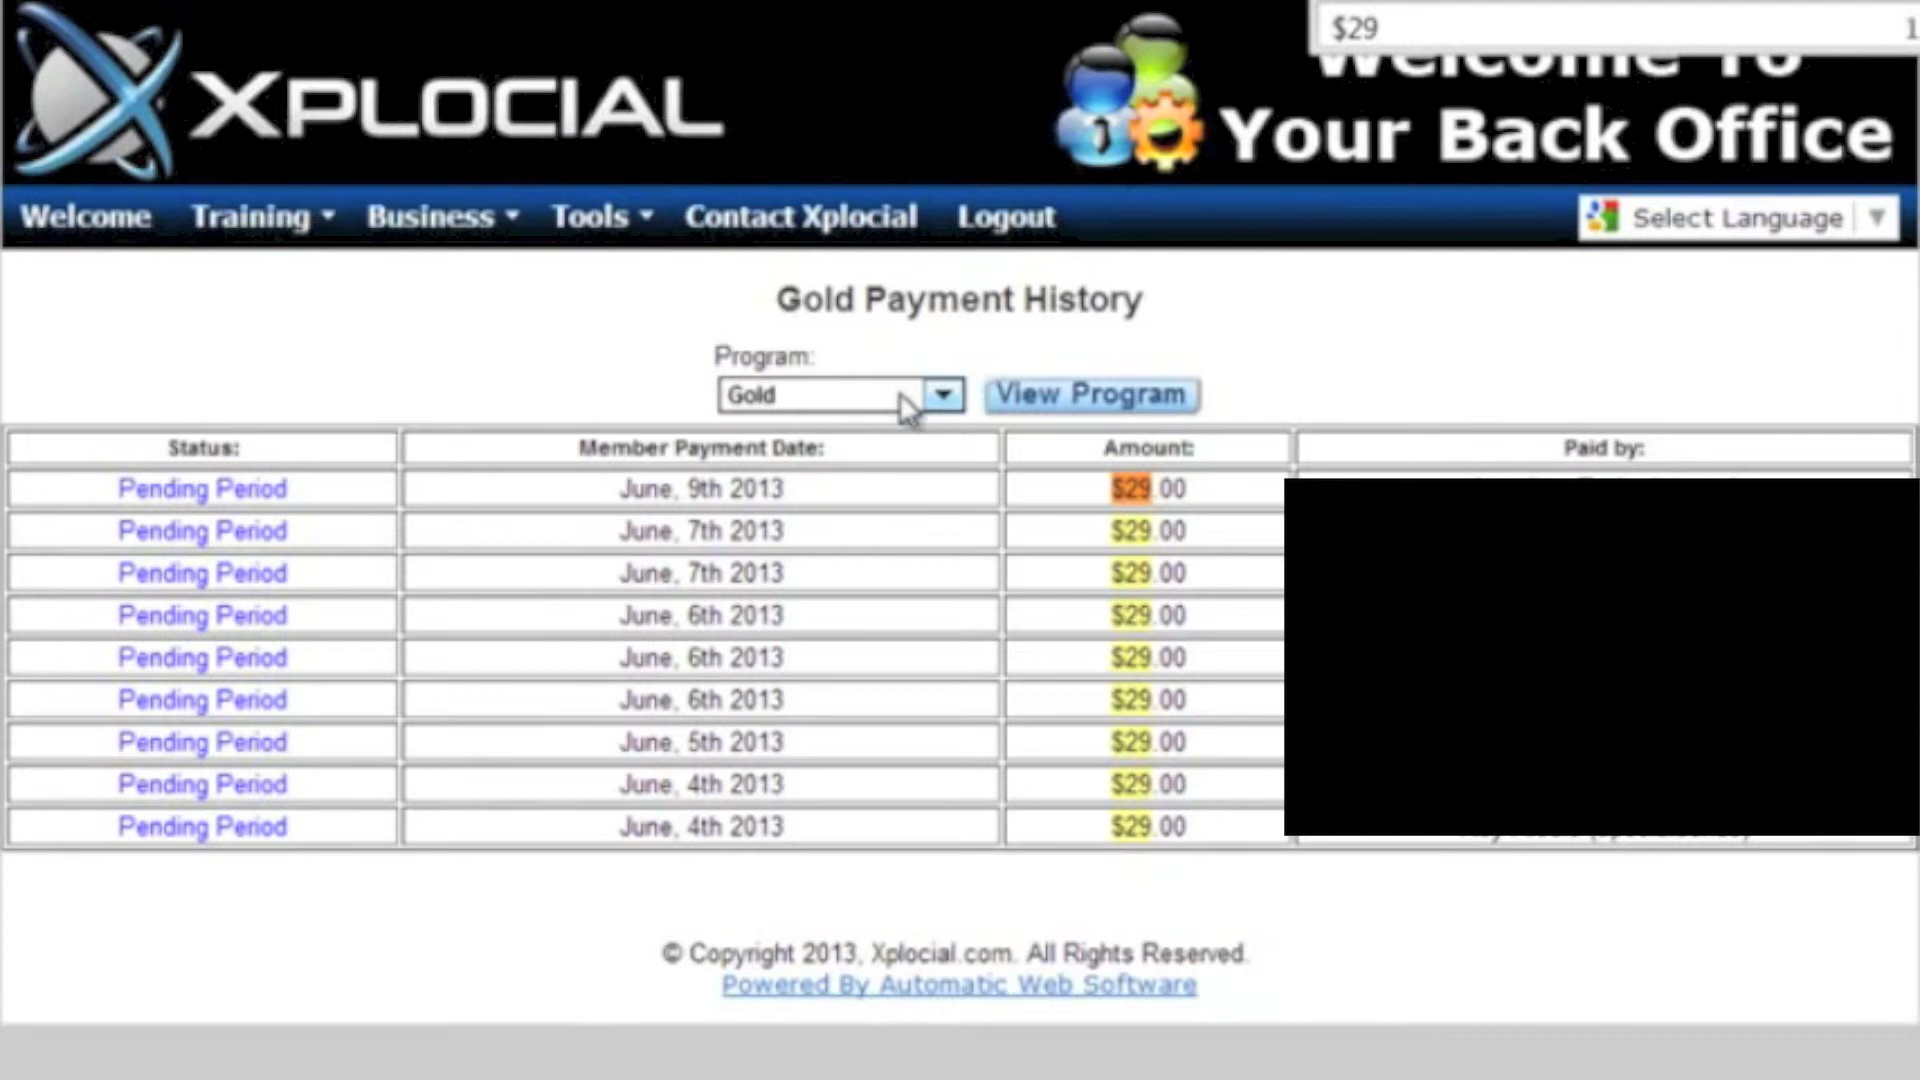 $29 1
XPLOCIAL
Welcome To
Your Back Office
Welcome Training Business Tools Contact Xplocial Logout Select Language
Gold Payment History
Program:
Gold View Program
Status: Member Payment Date: Amount: Paid by:
Pending Period June, 9th 2013 $29.00
Pending Period June, 7th 2013 $29.00
Pending Period June, 7th 2013 $29.00
Pending Period June, 6th 2013 $29.00
Pending Period June, 6th 2013 $29.00
Pending Period June, 6th 2013 $29.00
Pending Period June, 5th 2013 $29.00
Pending Period June, 4th 2013 $29.00
Pending Period June, 4th 2013 $29.00
© Copyright 2013, Xplocial.com. All Rights Reserved.
Powered By Automatic Web Software